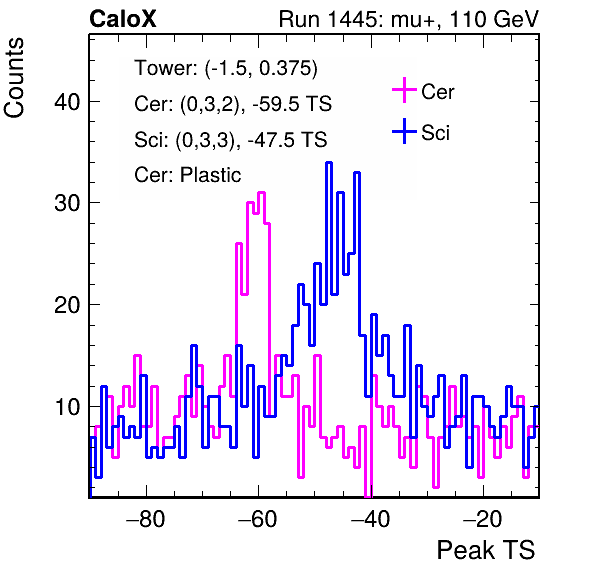 CaloX Run 1445: mu+, 110 GeV
Counts
Tower: (-1.5, 0.375)
Cer: (0,3,2), -59.5 TS
Sci: (0,3,3), -47.5 TS
Cer: Plastic
Cer
Sci
40
30
20
10
−80 −60 −40 −20
Peak TS